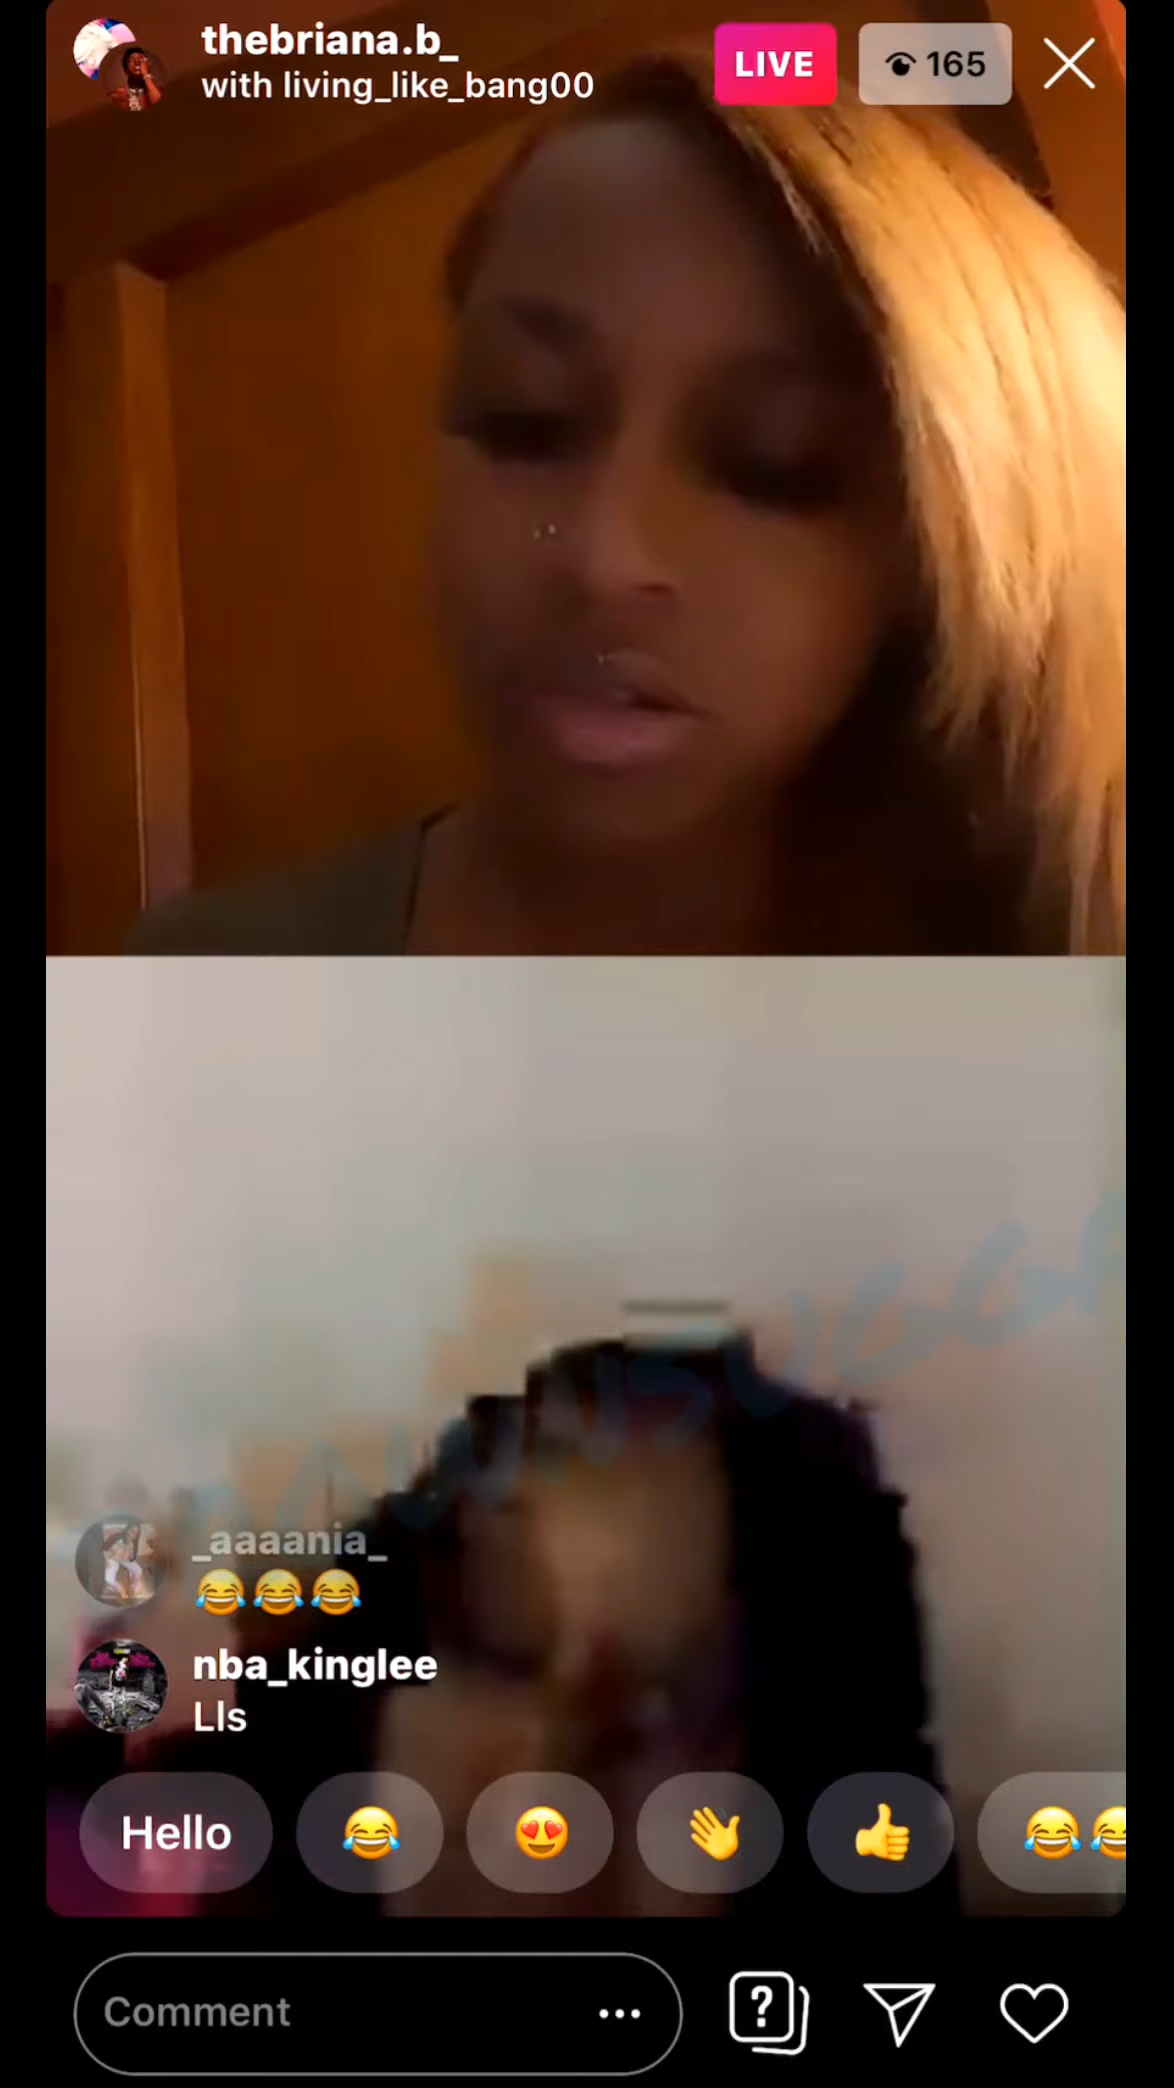 thebriana.b_
with living_like_bang00
LIVE
165
_aaaania_
😂😂😂
nba_kinglee
Lls
Hello
😂
😍
👋
👍
😂😂
Comment